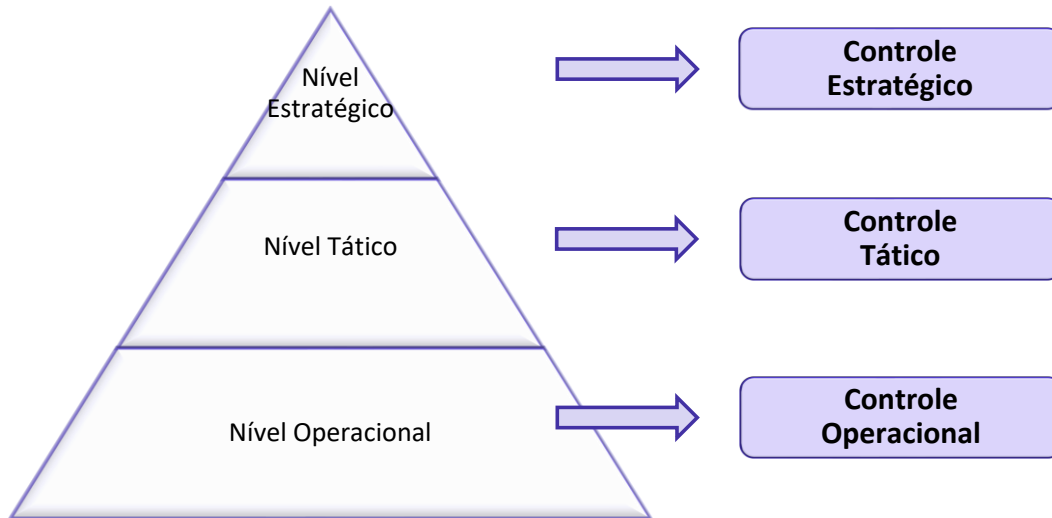 Nível
Estratégico
Controle
Estratégico
Nível Tático
Controle
Tático
Nível Operacional
Controle
Operacional